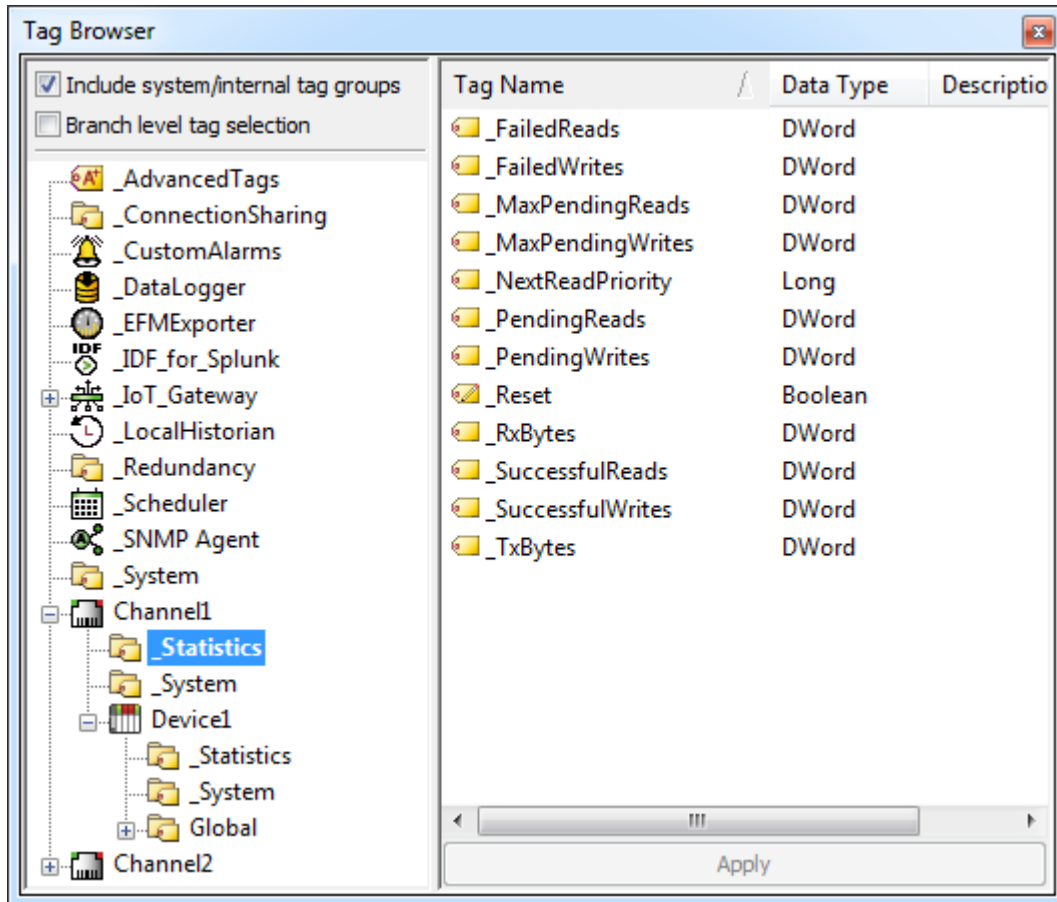 Tag Browser
Include system/internal tag groups
Branch level tag selection
_AdvancedTags
_ConnectionSharing
_CustomAlarms
_DataLogger
_EFMExporter
IDF
_IDF_for_Splunk
_IoT_Gateway
_LocalHistorian
_Redundancy
_Scheduler
_SNMP Agent
_System
Channel1
_Statistics
_System
Device1
_Statistics
_System
Global
Channel2
Tag Name Data Type Descriptio
_FailedReads DWord
_FailedWrites DWord
_MaxPendingReads DWord
_MaxPendingWrites DWord
_NextReadPriority Long
_PendingReads DWord
_PendingWrites DWord
_Reset Boolean
_RxBytes DWord
_SuccessfulReads DWord
_SuccessfulWrites DWord
_TxBytes DWord
Apply